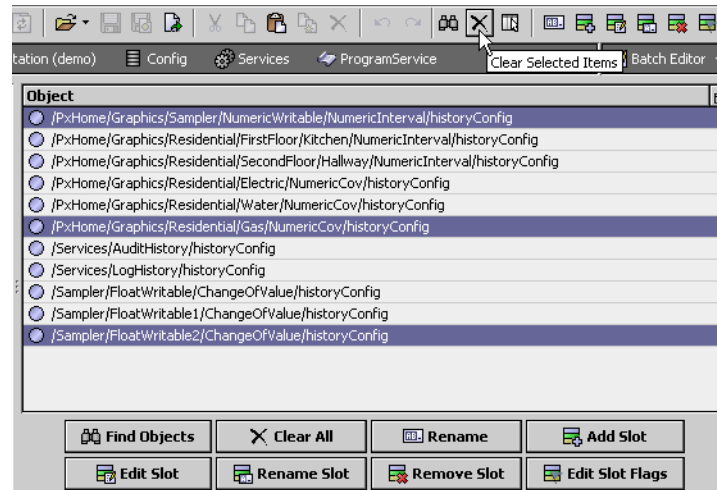 tation (demo) Config Services ProgramService Batch Editor
Clear Selected Items
Object
/PxHome/Graphics/Sampler/NumericWritable/NumericInterval/historyConfig
/PxHome/Graphics/Residential/FirstFloor/Kitchen/NumericInterval/historyConfig
/PxHome/Graphics/Residential/SecondFloor/Hallway/NumericInterval/historyConfig
/PxHome/Graphics/Residential/Electric/NumericCov/historyConfig
/PxHome/Graphics/Residential/Water/NumericCov/historyConfig
/PxHome/Graphics/Residential/Gas/NumericCov/historyConfig
/Services/AuditHistory/historyConfig
/Services/LogHistory/historyConfig
/Sampler/FloatWritable/ChangeOfValue/historyConfig
/Sampler/FloatWritable1/ChangeOfValue/historyConfig
/Sampler/FloatWritable2/ChangeOfValue/historyConfig
Find Objects Clear All Rename Add Slot
Edit Slot Rename Slot Remove Slot Edit Slot Flags